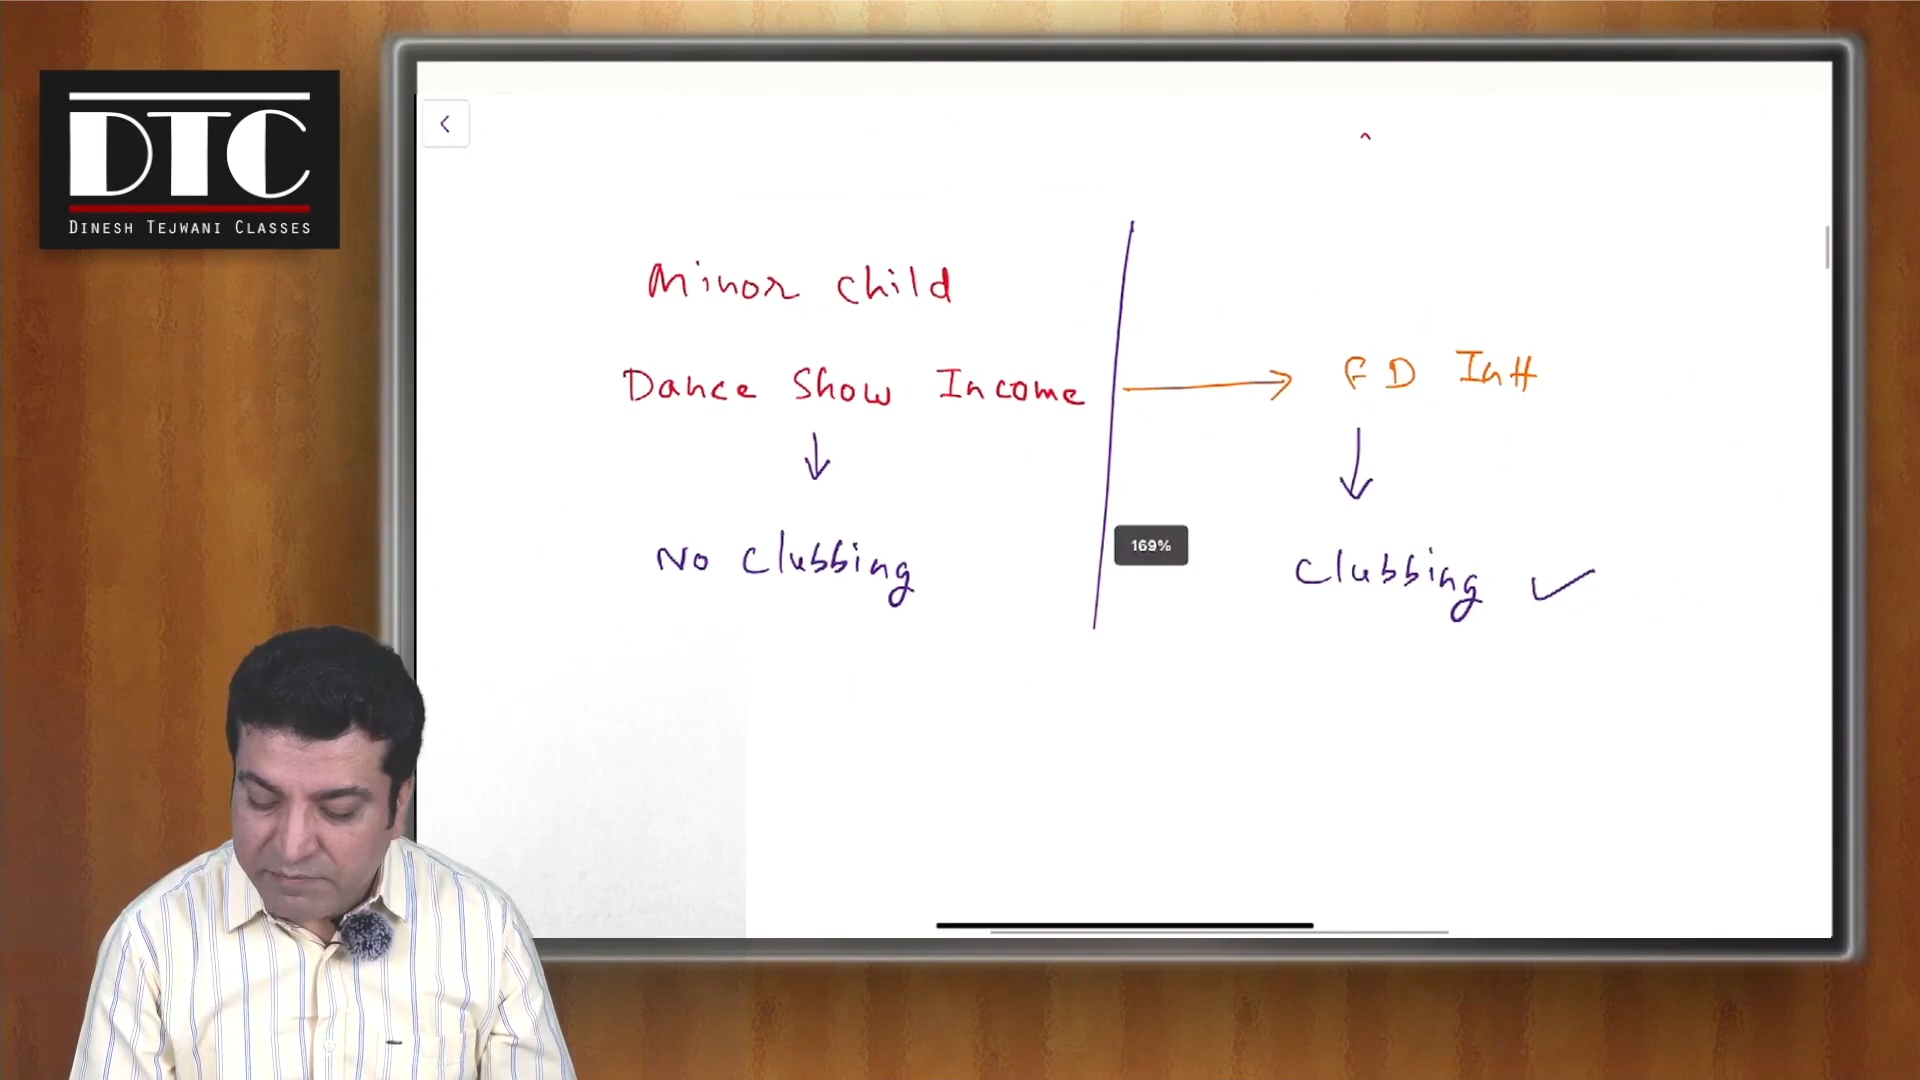 DTC
DINESH TEJWANI CLASSES
Minor child
Dance Show Income
FD Intt
No clubbing
169%
clubbing